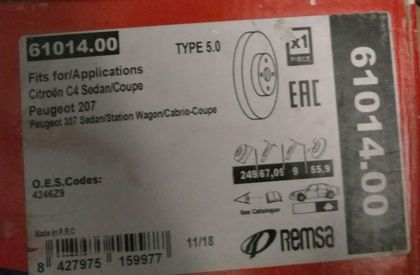 61014.00
TYPE 5.0
x1
PIECE
Fits for/Applications
Citroën C4 Sedan/Coupe
Peugeot 207
Peugeot 307 Sedan/Station Wagon/Cabrio-Coupe
EAC
249 67,05 9 55,9
O.E.S.Codes:
4246Z9
See Catalogue
Made in P.R.C
11/18
Remsa
8 427975 159977
61014.00